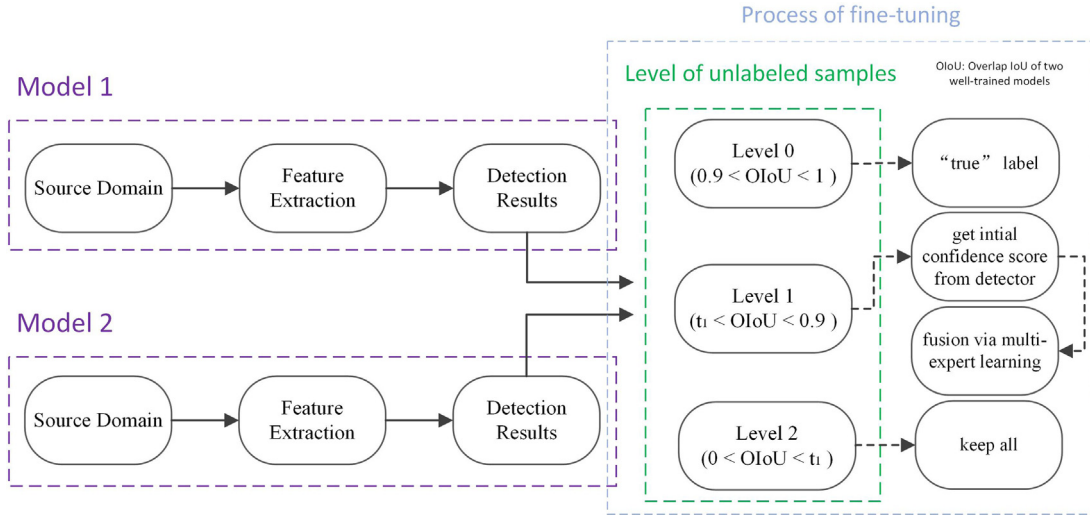 Process of fine-tuning
Model 1
Source Domain
Feature
Extraction
Detection
Results
Model 2
Source Domain
Feature
Extraction
Detection
Results
Level of unlabeled samples
OIoU: Overlap IoU of two
well-trained models
Level 0
(0.9 < OIoU < 1 )
“true” label
Level 1
(t₁ < OIoU < 0.9 )
get intial
confidence score
from detector
fusion via multi-
expert learning
Level 2
(0 < OIoU < t₁ )
keep all